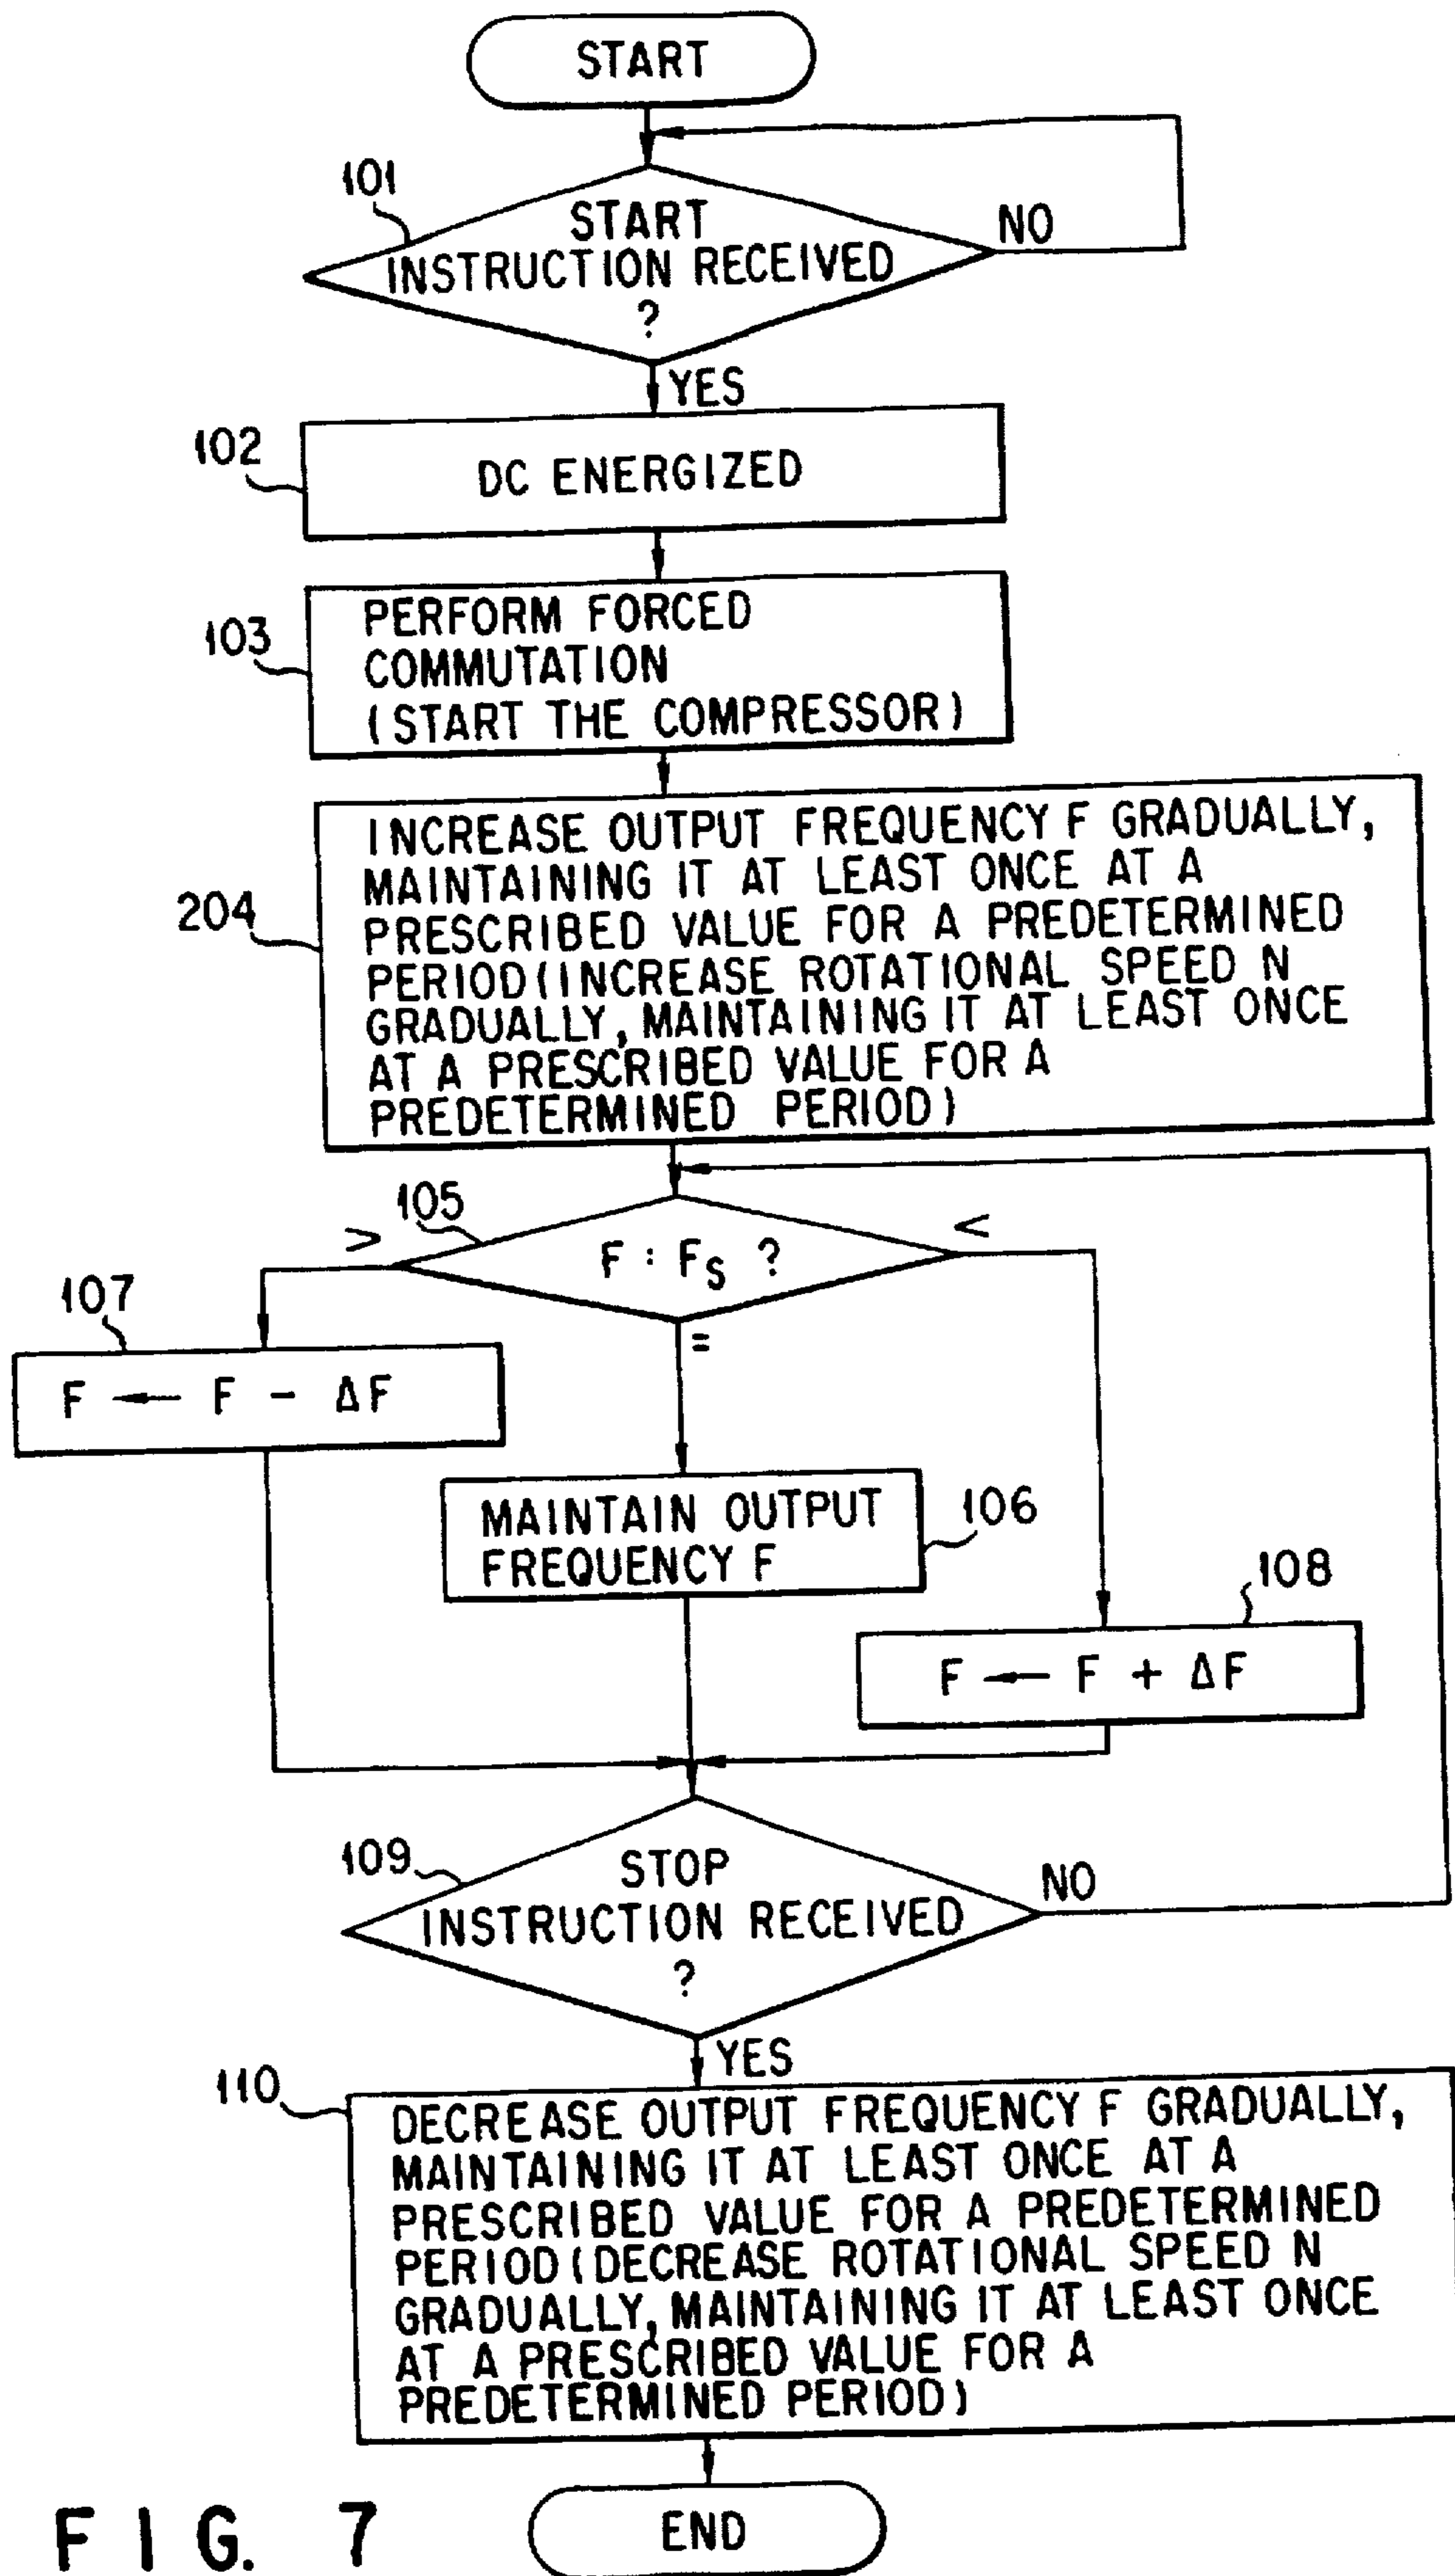 START
101
START
INSTRUCTION RECEIVED
?
NO
YES
102
DC ENERGIZED
103
PERFORM FORCED
COMMUTATION
(START THE COMPRESSOR)
204
INCREASE OUTPUT FREQUENCY F GRADUALLY,
MAINTAINING IT AT LEAST ONCE AT A
PRESCRIBED VALUE FOR A PREDETERMINED
PERIOD (INCREASE ROTATIONAL SPEED N
GRADUALLY, MAINTAINING IT AT LEAST ONCE
AT A PRESCRIBED VALUE FOR A
PREDETERMINED PERIOD)
105
>
<
F : FS ?
=
107
F ← F - ΔF
MAINTAIN OUTPUT
FREQUENCY F
106
108
F ← F + ΔF
109
STOP
INSTRUCTION RECEIVED
?
NO
YES
110
DECREASE OUTPUT FREQUENCY F GRADUALLY,
MAINTAINING IT AT LEAST ONCE AT A
PRESCRIBED VALUE FOR A PREDETERMINED
PERIOD (DECREASE ROTATIONAL SPEED N
GRADUALLY, MAINTAINING IT AT LEAST ONCE
AT A PRESCRIBED VALUE FOR A
PREDETERMINED PERIOD)
END
FIG. 7